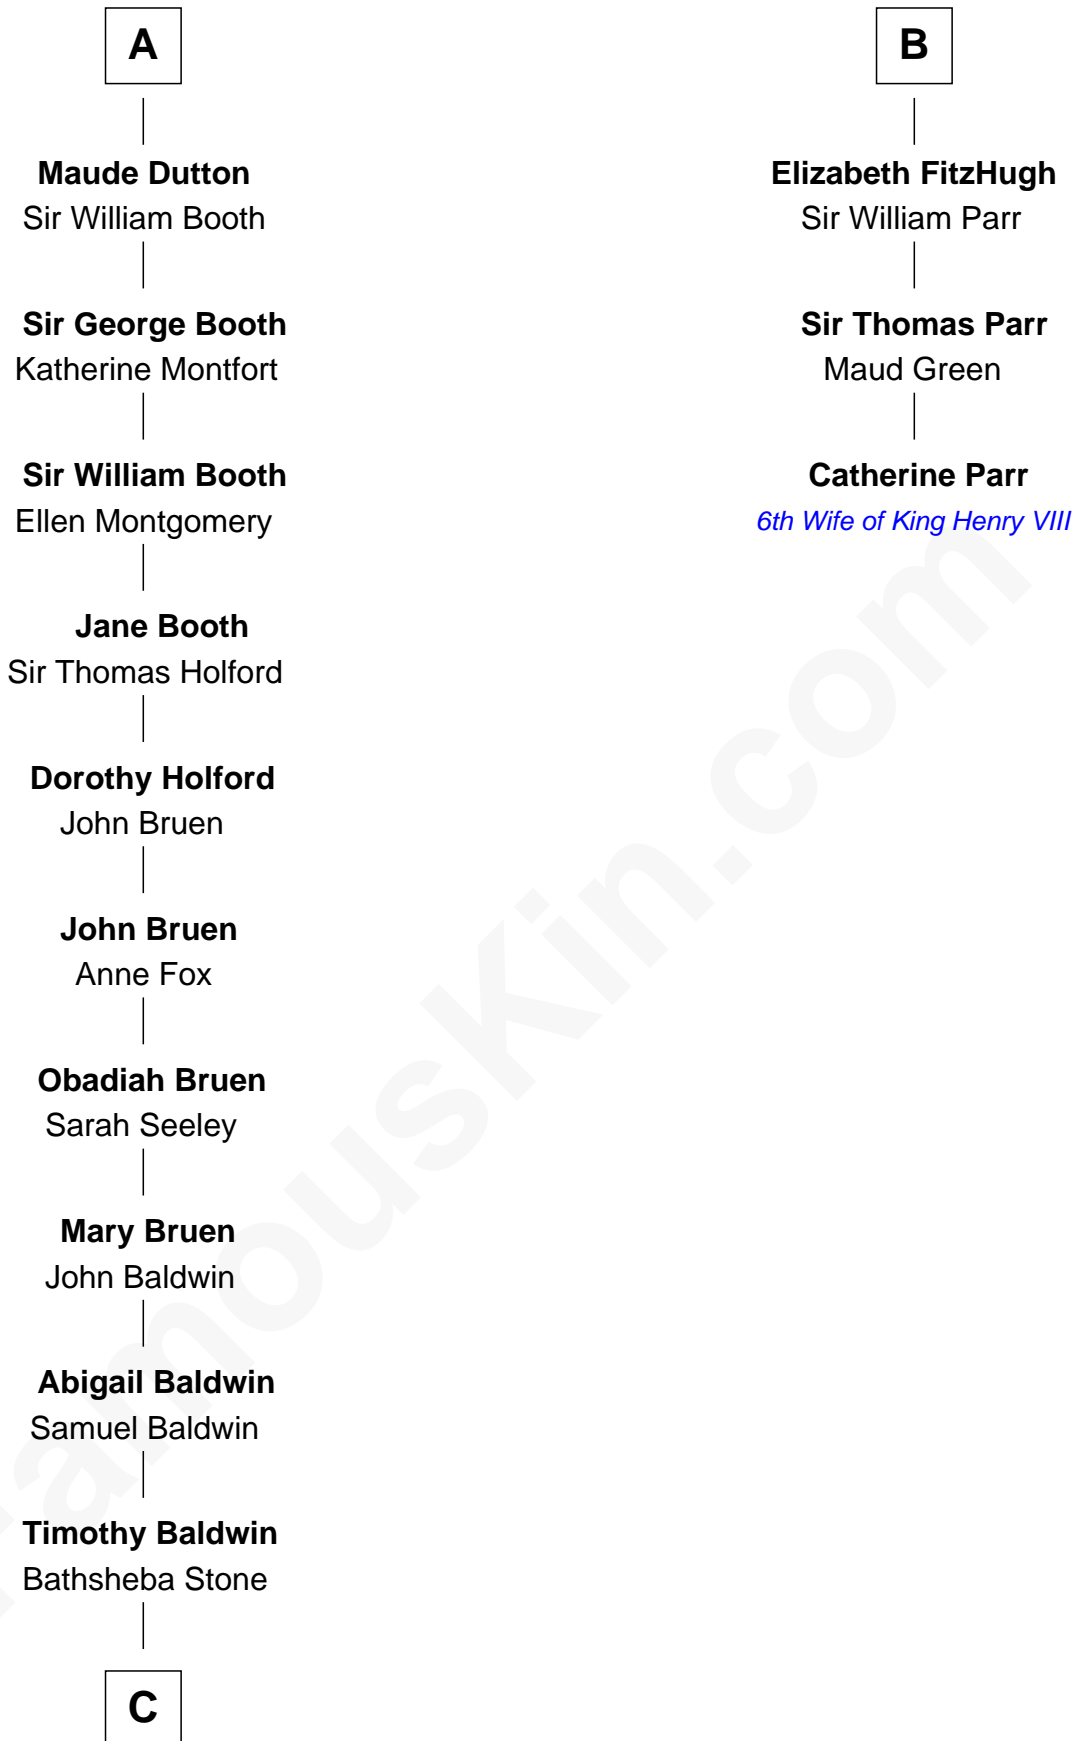 A
Maude Dutton
Sir William Booth
Sir George Booth
Katherine Montfort
Sir William Booth
Ellen Montgomery
Jane Booth
Sir Thomas Holford
Dorothy Holford
John Bruen
John Bruen
Anne Fox
Obadiah Bruen
Sarah Seeley
Mary Bruen
John Baldwin
Abigail Baldwin
Samuel Baldwin
Timothy Baldwin
Bathsheba Stone
C
B
Elizabeth FitzHugh
Sir William Parr
Sir Thomas Parr
Maud Green
Catherine Parr
6th Wife of King Henry VIII
FamousKin.com